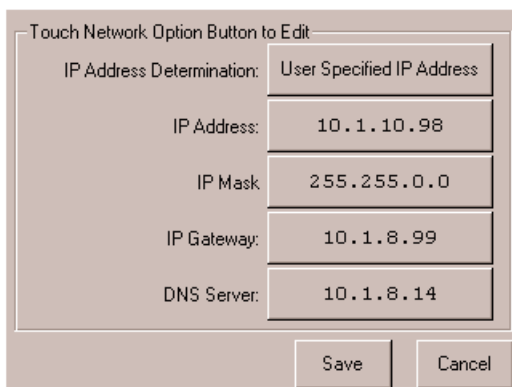 Touch Network Option Button to Edit
IP Address Determination: User Specified IP Address
IP Address: 10.1.10.98
IP Mask 255.255.0.0
IP Gateway: 10.1.8.99
DNS Server: 10.1.8.14
Save Cancel